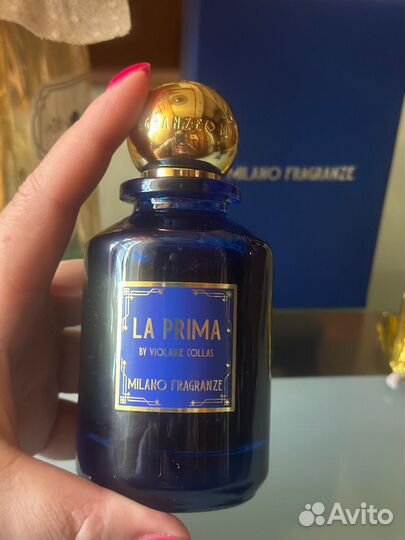 MILANO FRAGRANZE
LA PRIMA
BY VIOLAINE COLLAS
MILANO FRAGRANZE
Avito